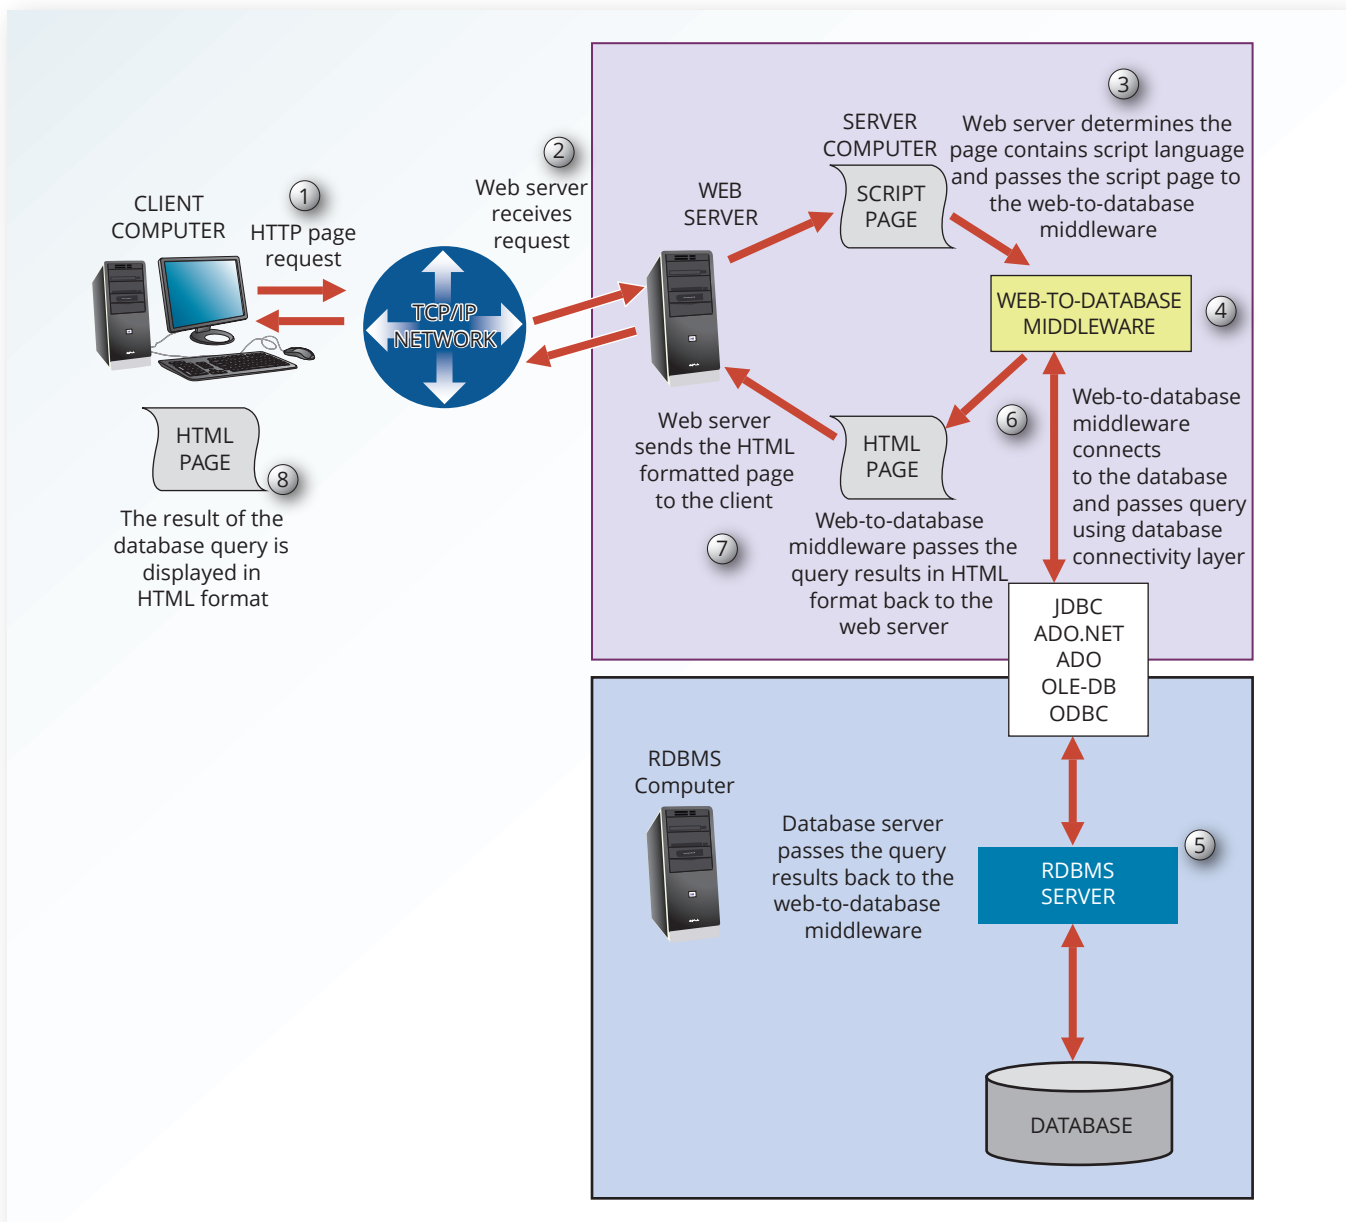 3
SERVER
COMPUTER
Web server determines the
page contains script language
and passes the script page to
the web-to-database
middleware
2
Web server
receives
request
1
HTTP page
request
CLIENT
COMPUTER
WEB
SERVER
SCRIPT
PAGE
TCP/IP
NETWORK
WEB-TO-DATABASE
MIDDLEWARE
4
Web-to-database
middleware
connects
to the database
and passes query
using database
connectivity layer
6
HTML
PAGE
Web server
sends the HTML
formatted page
to the client
7
Web-to-database
middleware passes the
query results in HTML
format back to the
web server
HTML
PAGE
8
The result of the
database query is
displayed in
HTML format
JDBC
ADO.NET
ADO
OLE-DB
ODBC
RDBMS
Computer
Database server
passes the query
results back to the
web-to-database
middleware
5
RDBMS
SERVER
DATABASE